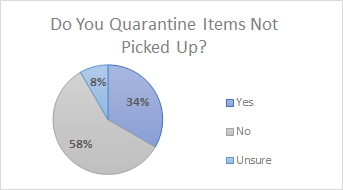 Do You Quarantine Items Not
Picked Up?
8%
34%
58%
Yes
No
Unsure